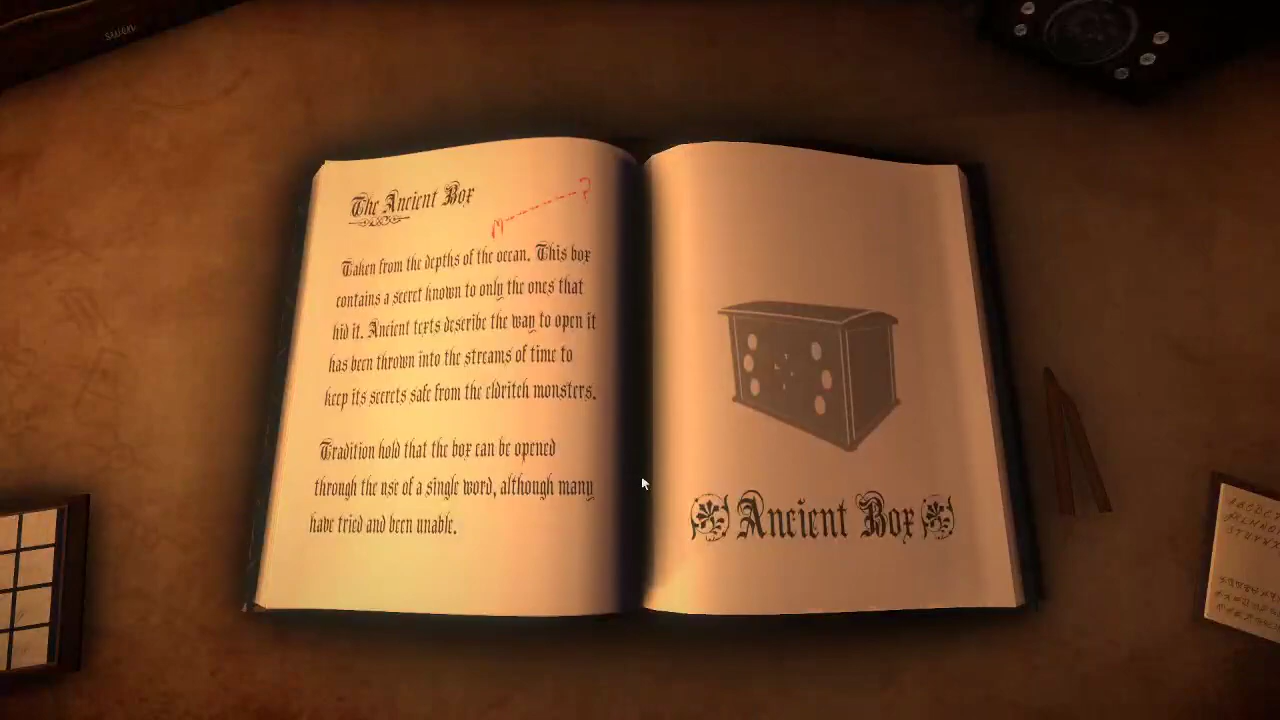 swen
The Ancient Box
Taken from the depths of the ocean. This box
contains a secret known to only the ones that
hid it. Ancient texts describe the way to open it
has been thrown into the streams of time to
keep its secrets safe from the eldritch monsters.
Tradition hold that the box can be opened
through the use of a single word, although many
have tried and been unable.
Ancient Box